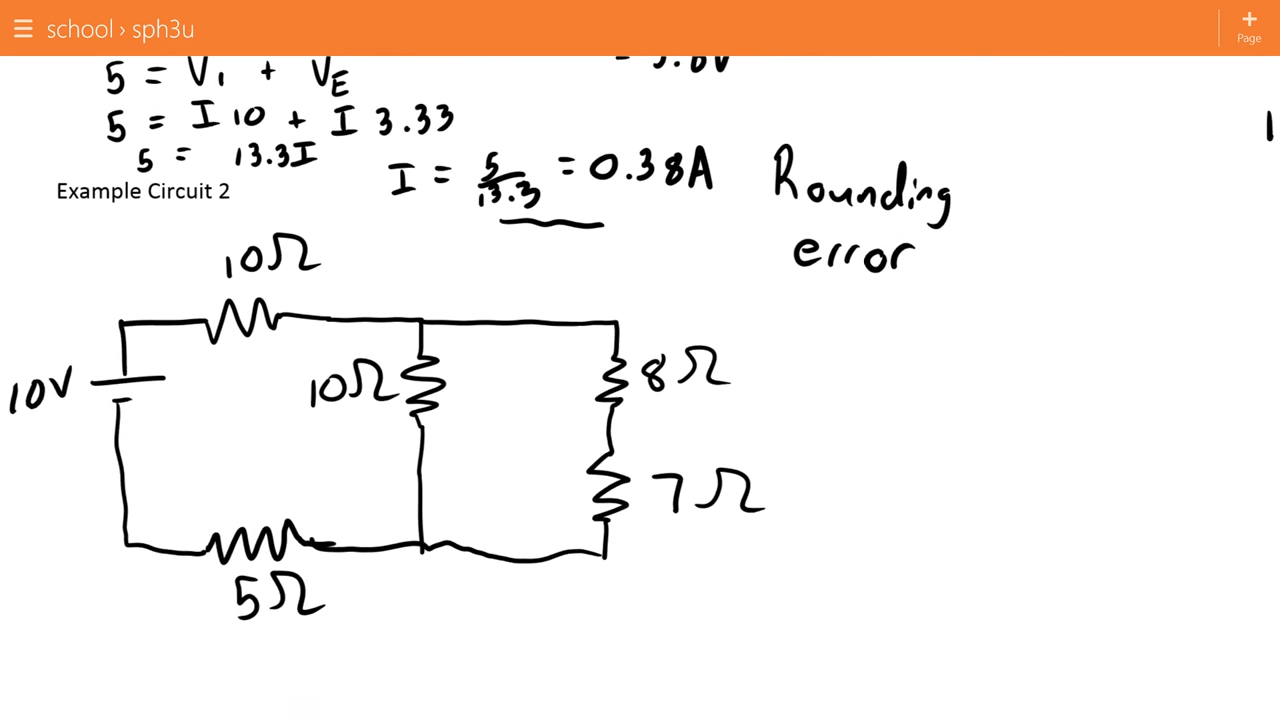 school › sph3u
Page
5 = V1 + VE
5 = I 10 + I 3.33
5 = 13.3I
I = 5/13.3 = 0.38A
Rounding
error
Example Circuit 2
10Ω
10V
10Ω
8Ω
7Ω
5Ω